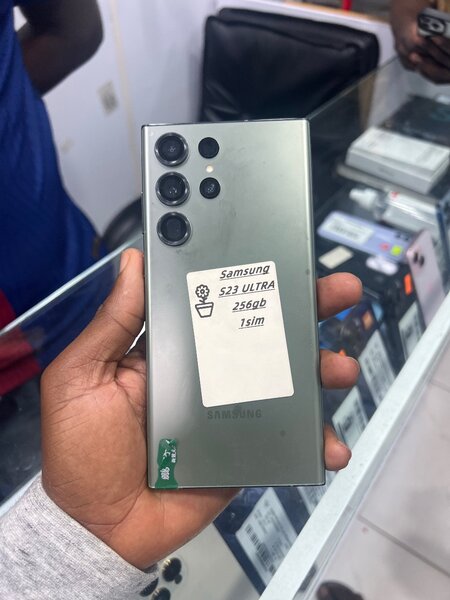 Samsung
S23 ULTRA
256gb
1sim
SAMSUNG